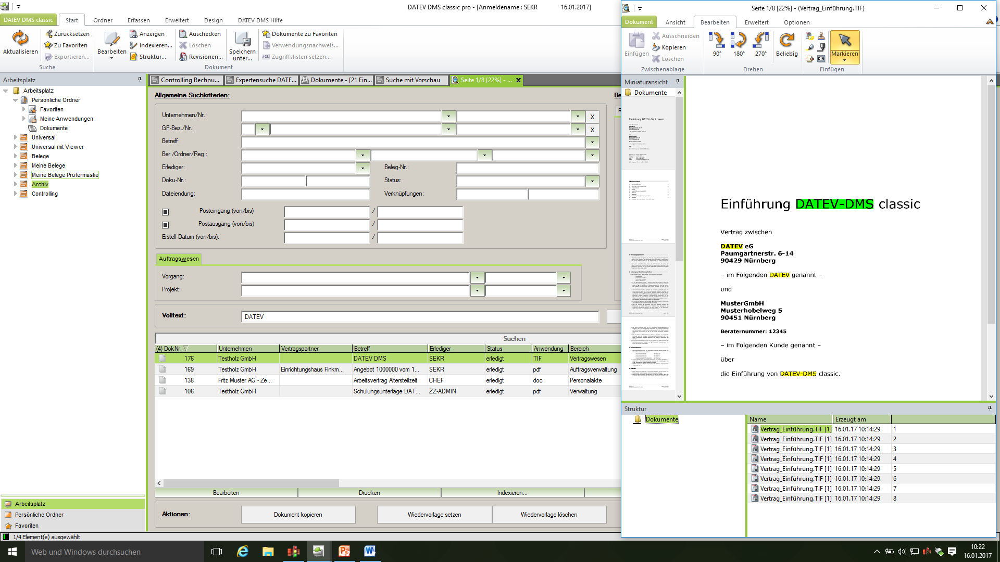 DATEV DMS classic pro - [Anmeldename : SEKR 16.01.2017]
DATEV DMS classic
Start
Ordner
Erfassen
Erweitert
Design
DATEV DMS Hilfe
Aktualisieren
Zurücksetzen
Zu Favoriten
Exportieren...
Suche
Bearbeiten
Anzeigen
Indexieren...
Struktur...
Auschecken
Löschen
Revisionen...
Speichern
unter...
Dokumente zu Favoriten
Verwendungsnachweis...
Zugriffslisten setzen...
Dokument
Arbeitsplatz
Arbeitsplatz
Persönliche Ordner
Favoriten
Meine Anwendungen
Dokumente
Universal
Universal mit Viewer
Belege
Meine Belege
Meine Belege Prüfermaske
Archiv
Controlling
Arbeitsplatz
Persönliche Ordner
Favoriten
1/4 Element(e) ausgewählt
Controlling Rechnu...
Expertensuche DATE...
Dokumente - [21 Ein...
Suche mit Vorschau
Seite 1/8 [22%] - ...
Allgemeine Suchkriterien:
Be
Unternehmen/Nr.:
X
GP-Bez./Nr.:
X
Betreff:
Ber./Ordner/Reg.:
Erlediger:
Beleg-Nr.:
Doku-Nr.:
Status:
Dateiendung:
Verknüpfungen:
Posteingang (von/bis) /
Postausgang (von/bis) /
Erstell-Datum (von/bis): /
Auftragswesen
Vorgang:
Projekt:
Volltext: DATEV
Suchen
(4) DokNr. Unternehmen Vertragspartner Betreff Erlediger Status Anwendung Bereich
176 Testholz GmbH DATEV DMS SEKR erledigt TIF Vertragswesen
169 Testholz GmbH Einrichtungshaus Finkm... Angebot 1000000 vom 1... SEKR erledigt pdf Auftragsverwaltung
138 Fritz Muster AG - Ze... Arbeitsvertrag Altersteilzeit CHEF erledigt doc Personalakte
106 Testholz GmbH Schulungsunterlage DAT... ZZ-ADMIN erledigt pdf Verwaltung
Bearbeiten
Drucken
Indexieren...
Aktionen:
Dokument kopieren
Wiedervorlage setzen
Wiedervorlage löschen
Seite 1/8 [22%] - (Vertrag_Einführung.TIF)
Dokument
Ansicht
Bearbeiten
Erweitert
Optionen
Einfügen
Ausschneiden
Kopieren
Löschen
Zwischenablage
90°
180°
270°
Beliebig
Drehen
DIN
Markieren
Einfügen
Miniaturansicht
Dokumente
Einführung DATEV-DMS classic
Einführung DATEV-DMS classic
Vertrag zwischen
DATEV eG
Paumgartnerstr. 6-14
90429 Nürnberg
– im Folgenden DATEV genannt –
und
MusterGmbH
Musterhobelweg 5
90451 Nürnberg
Beraternummer: 12345
– im Folgenden Kunde genannt –
über
die Einführung von DATEV-DMS classic.
Struktur
Dokumente
Name Erzeugt am
Vertrag_Einführung.TIF [1] 16.01.17 10:14:29 1
Vertrag_Einführung.TIF [1] 16.01.17 10:14:29 2
Vertrag_Einführung.TIF [1] 16.01.17 10:14:29 3
Vertrag_Einführung.TIF [1] 16.01.17 10:14:29 4
Vertrag_Einführung.TIF [1] 16.01.17 10:14:29 5
Vertrag_Einführung.TIF [1] 16.01.17 10:14:29 6
Vertrag_Einführung.TIF [1] 16.01.17 10:14:29 7
Vertrag_Einführung.TIF [1] 16.01.17 10:14:29 8
Web und Windows durchsuchen
10:22
16.01.2017